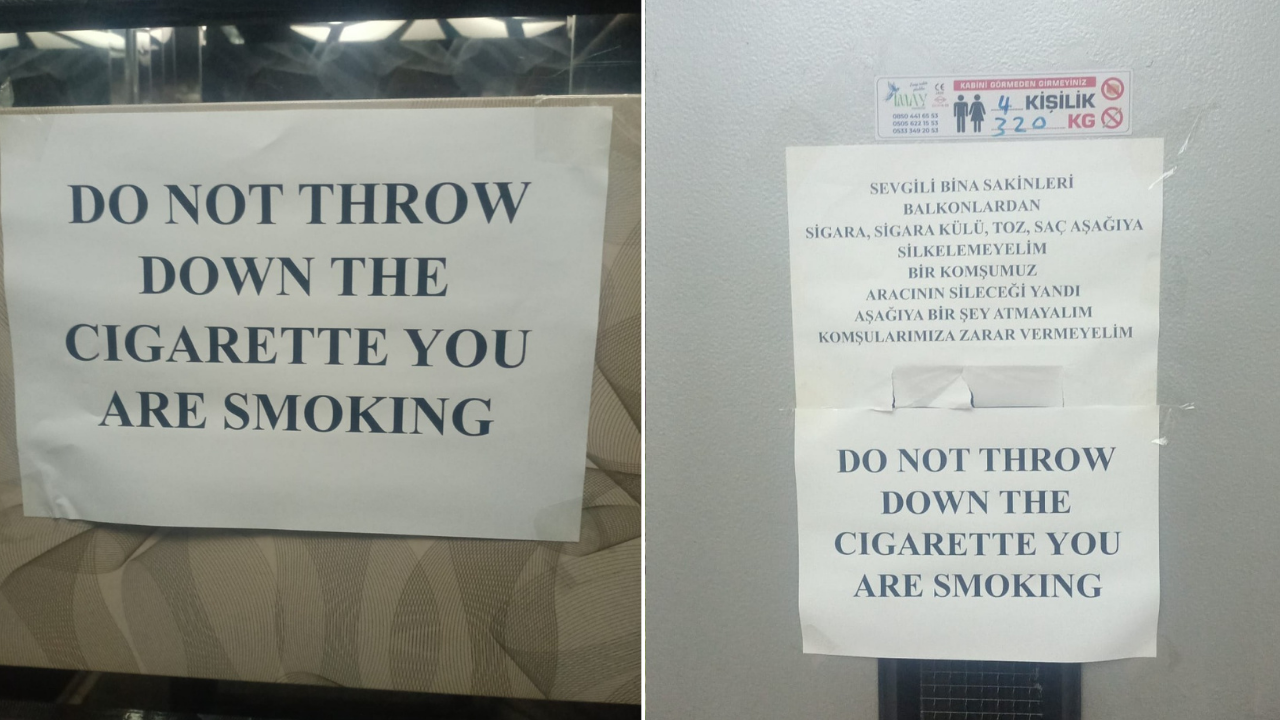 DO NOT THROW
DOWN THE
CIGARETTE YOU
ARE SMOKING
KABİNİ GÖRMEDEN GİRMEYİNİZ
4 KİŞİLİK
320 KG
SEVGİLİ BİNA SAKİNLERİ
BALKONLARDAN
SİGARA, SİGARA KÜLÜ, TOZ, SAÇ AŞAĞIYA
SİLKELEMEYELİM
BİR KOMŞUMUZ
ARACININ SİLECEĞİ YANDI
AŞAĞIYA BİR ŞEY ATMAYALIM
KOMŞULARIMIZA ZARAR VERMEYELİM
DO NOT THROW
DOWN THE
CIGARETTE YOU
ARE SMOKING